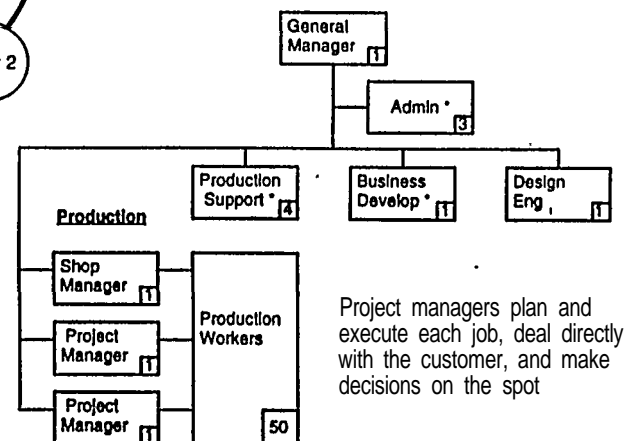 2
General
Manager
1
Admin *
3
Production
Support *
4
Business
Develop *
1
Design
Eng
1
Production
Shop
Manager
1
Project
Manager
1
Project
Manager
1
Production
Workers
50
Project managers plan and
execute each job, deal directly
with the customer, and make
decisions on the spot